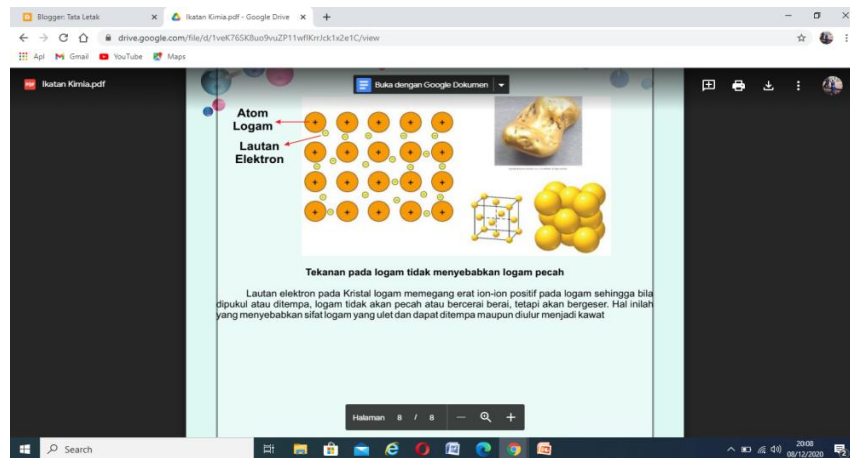 Blogger: Tata Letak
Ikatan Kimia.pdf - Google Drive
drive.google.com/file/d/1veK765K8uo9vuZP11wflKrrJck1x2e1C/view
Apl Gmail YouTube Maps
Ikatan Kimia.pdf
Buka dengan Google Dokumen
Atom
Logam
Lautan
Elektron
Tekanan pada logam tidak menyebabkan logam pecah
Lautan elektron pada Kristal logam memegang erat ion-ion positif pada logam sehingga bila
dipukul atau ditempa, logam tidak akan pecah atau bercerai berai, tetapi akan bergeser. Hal inilah
yang menyebabkan sifat logam yang ulet dan dapat ditempa maupun diulur menjadi kawat
Halaman 8 / 8
Search
20:08
08/12/2020